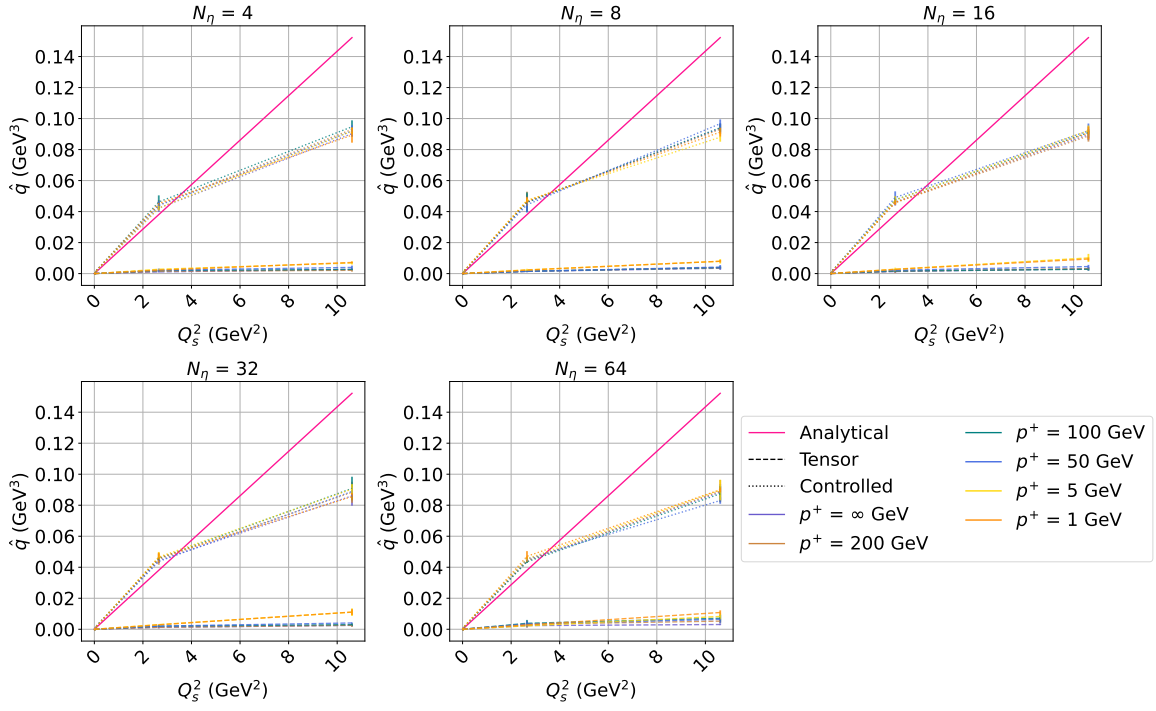 N_η = 4
0.14
0.12
0.10
0.08
0.06
0.04
0.02
0.00
q̂ (GeV³)
0 2 4 6 8 10
Q_s² (GeV²)
N_η = 8
0.14
0.12
0.10
0.08
0.06
0.04
0.02
0.00
q̂ (GeV³)
0 2 4 6 8 10
Q_s² (GeV²)
N_η = 16
0.14
0.12
0.10
0.08
0.06
0.04
0.02
0.00
q̂ (GeV³)
0 2 4 6 8 10
Q_s² (GeV²)
N_η = 32
0.14
0.12
0.10
0.08
0.06
0.04
0.02
0.00
q̂ (GeV³)
0 2 4 6 8 10
Q_s² (GeV²)
N_η = 64
0.14
0.12
0.10
0.08
0.06
0.04
0.02
0.00
q̂ (GeV³)
0 2 4 6 8 10
Q_s² (GeV²)
Analytical
Tensor
Controlled
p⁺ = ∞ GeV
p⁺ = 200 GeV
p⁺ = 100 GeV
p⁺ = 50 GeV
p⁺ = 5 GeV
p⁺ = 1 GeV